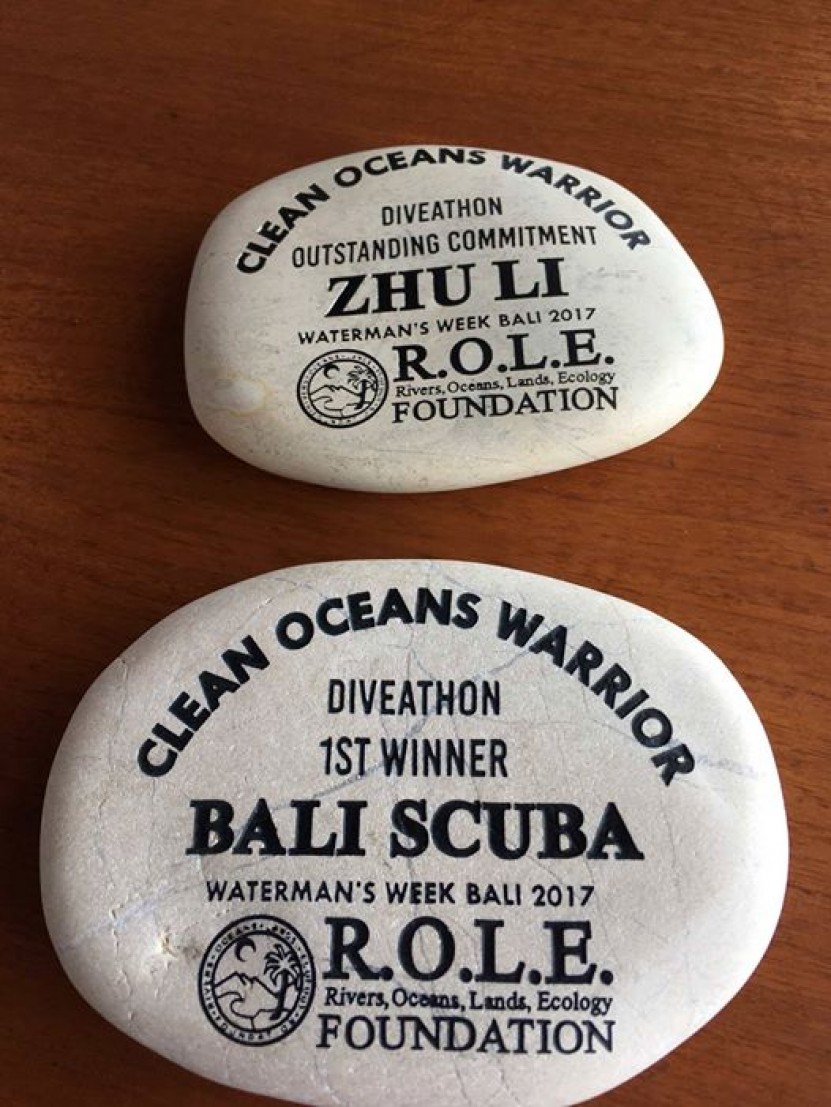 CLEAN OCEANS WARRIOR
DIVEATHON
OUTSTANDING COMMITMENT
ZHU LI
WATERMAN'S WEEK BALI 2017
R.O.L.E.
Rivers, Oceans, Lands, Ecology
FOUNDATION
CLEAN OCEANS WARRIOR
DIVEATHON
1ST WINNER
BALI SCUBA
WATERMAN'S WEEK BALI 2017
R.O.L.E.
Rivers, Oceans, Lands, Ecology
FOUNDATION